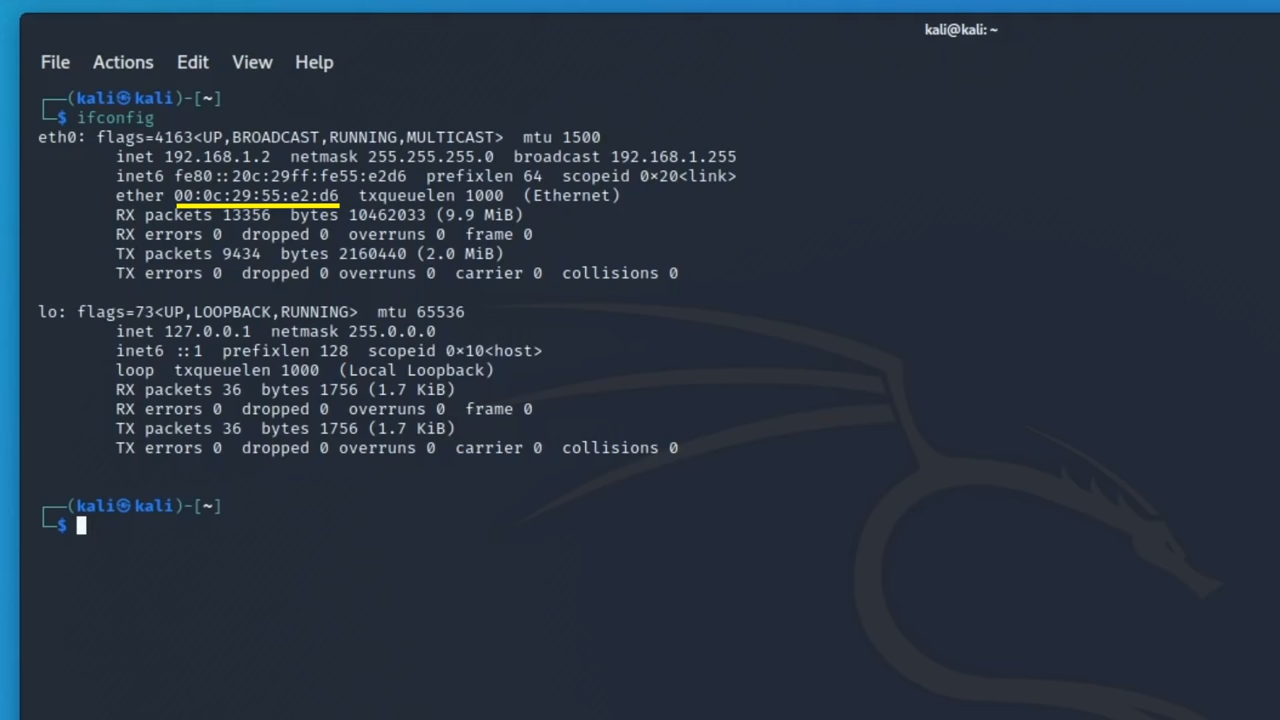 kali@kali: ~
File Actions Edit View Help
┌──(kali㉿kali)-[~]
└─$ ifconfig
eth0: flags=4163<UP,BROADCAST,RUNNING,MULTICAST>  mtu 1500
        inet 192.168.1.2  netmask 255.255.255.0  broadcast 192.168.1.255
        inet6 fe80::20c:29ff:fe55:e2d6  prefixlen 64  scopeid 0×20<link>
        ether 00:0c:29:55:e2:d6  txqueuelen 1000  (Ethernet)
        RX packets 13356  bytes 10462033 (9.9 MiB)
        RX errors 0  dropped 0  overruns 0  frame 0
        TX packets 9434  bytes 2160440 (2.0 MiB)
        TX errors 0  dropped 0 overruns 0  carrier 0  collisions 0
lo: flags=73<UP,LOOPBACK,RUNNING>  mtu 65536
        inet 127.0.0.1  netmask 255.0.0.0
        inet6 ::1  prefixlen 128  scopeid 0×10<host>
        loop  txqueuelen 1000  (Local Loopback)
        RX packets 36  bytes 1756 (1.7 KiB)
        RX errors 0  dropped 0  overruns 0  frame 0
        TX packets 36  bytes 1756 (1.7 KiB)
        TX errors 0  dropped 0 overruns 0  carrier 0  collisions 0
┌──(kali㉿kali)-[~]
└─$